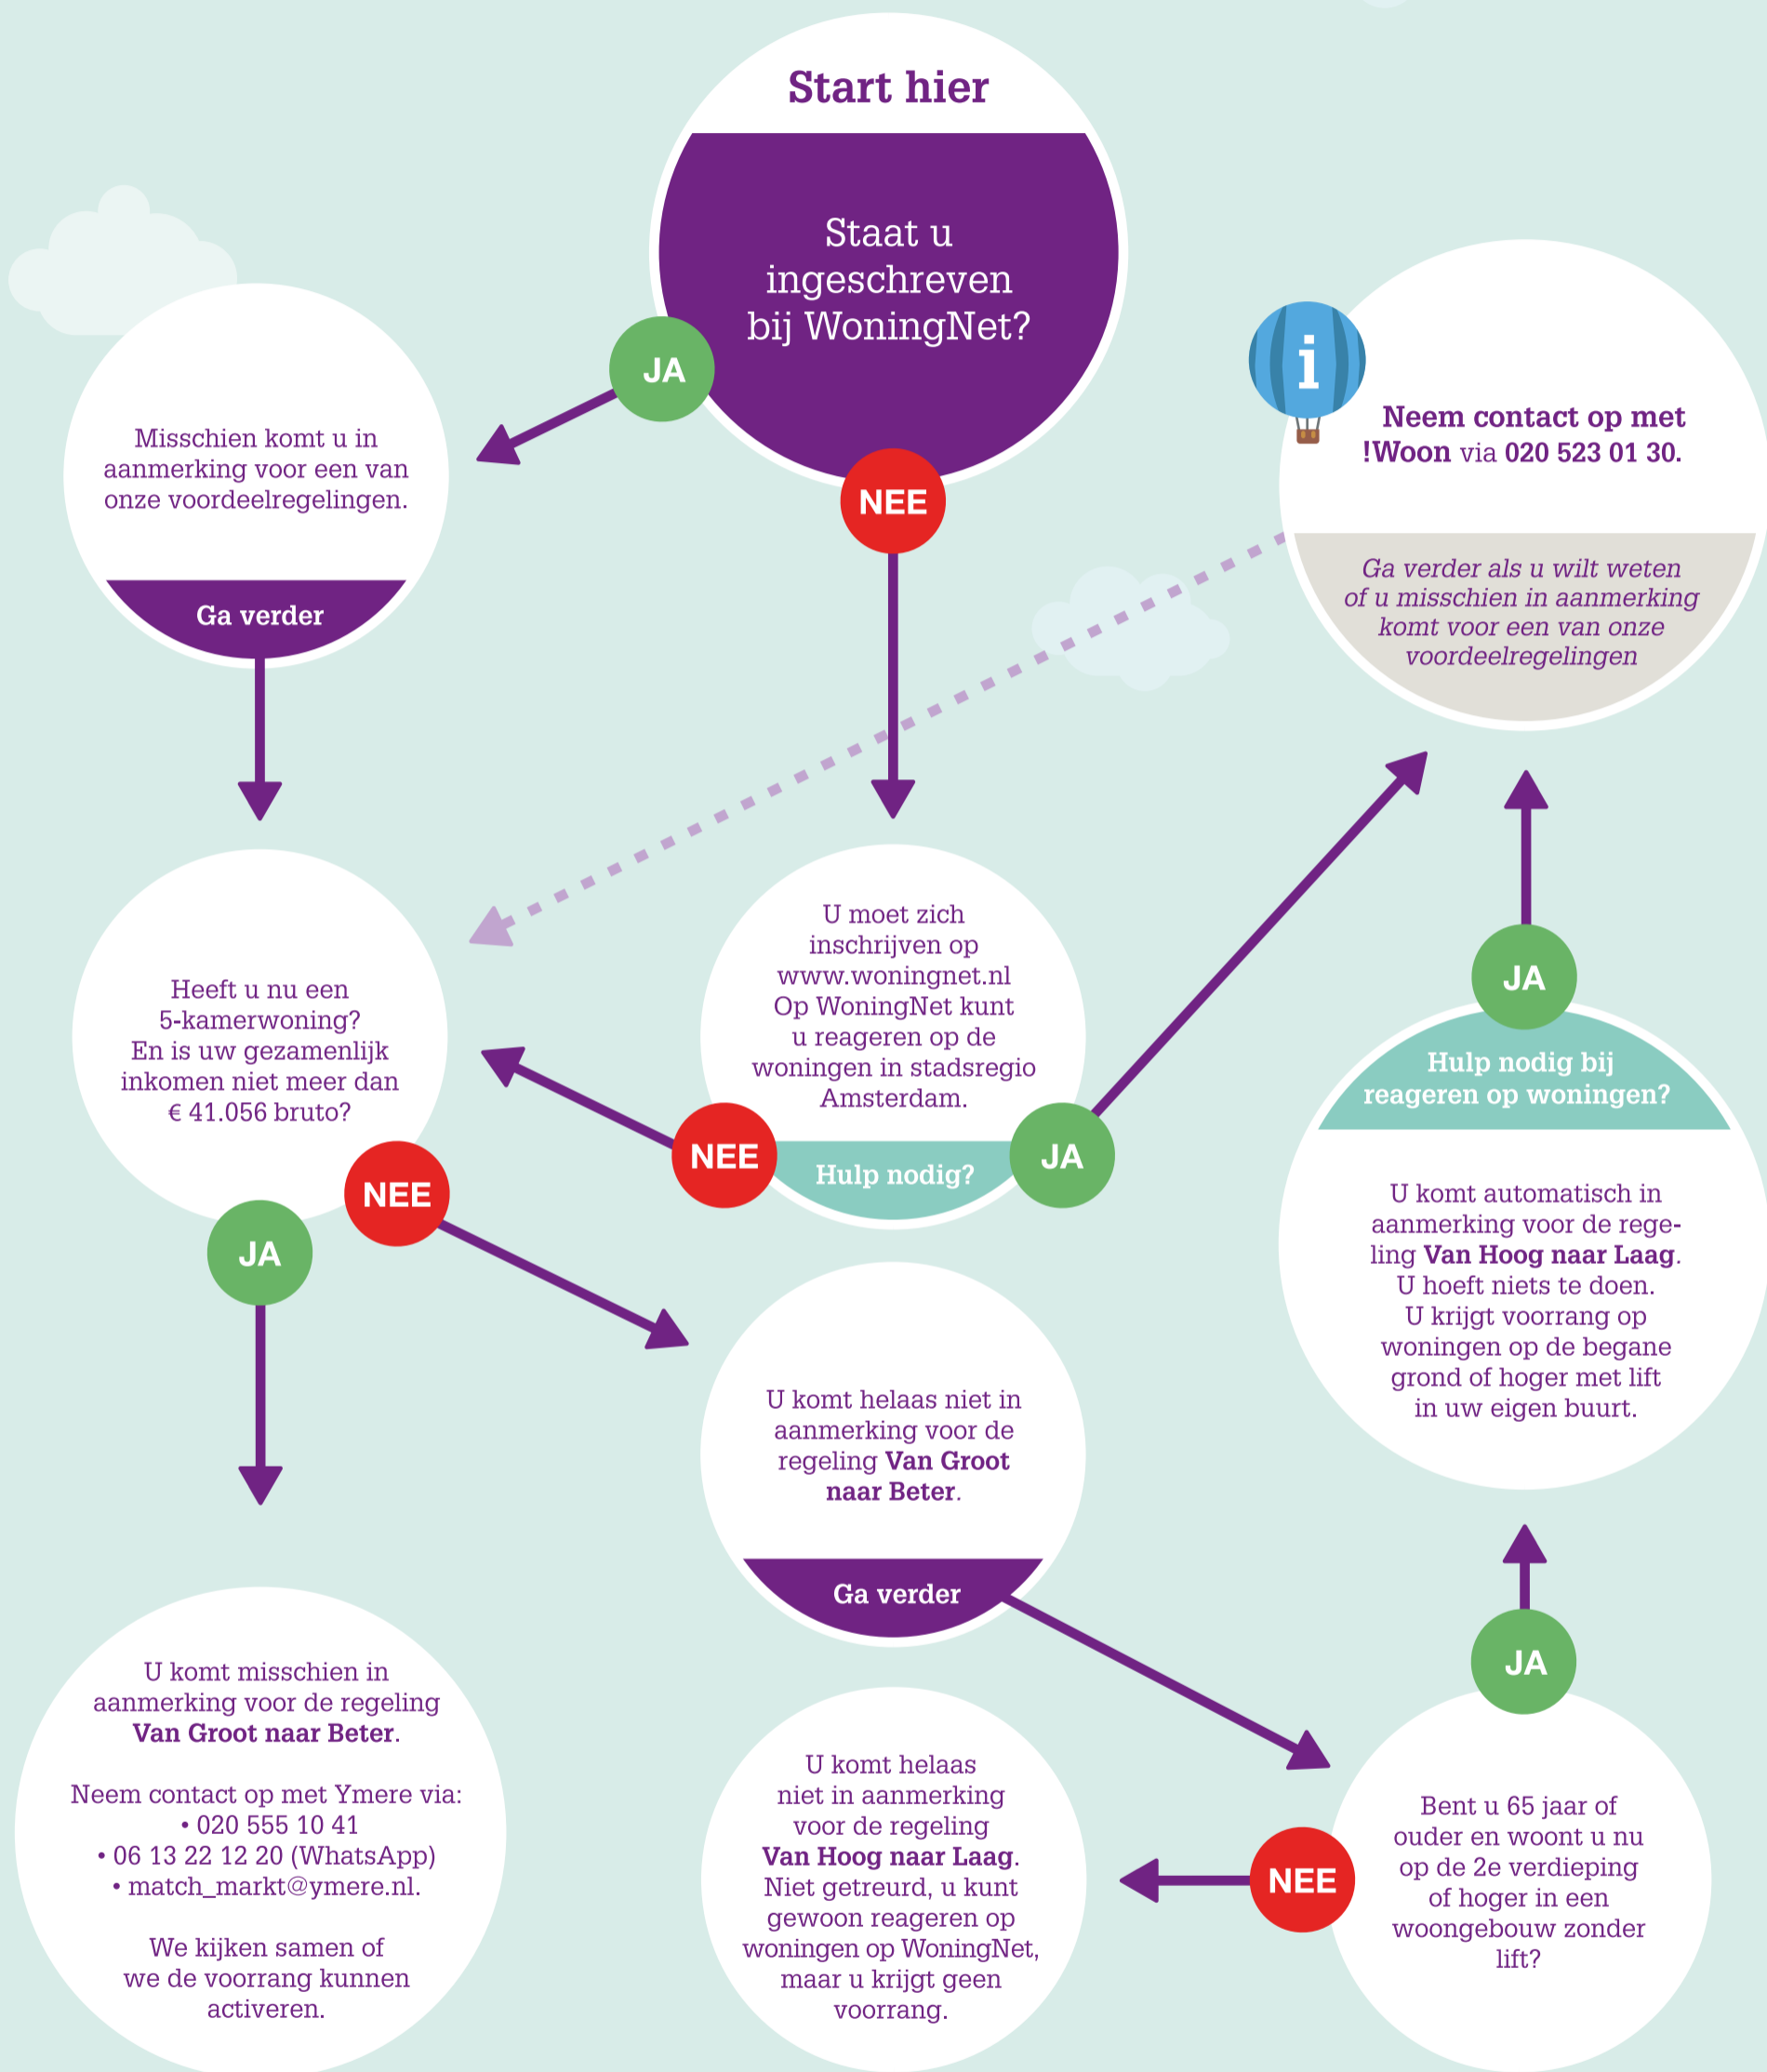 Start hier
Staat u
ingeschreven
bij WoningNet?
JA
NEE
Misschien komt u in
aanmerking voor een van
onze voordeelregelingen.
Ga verder
i
Neem contact op met
!Woon via 020 523 01 30.
Ga verder als u wilt weten
of u misschien in aanmerking
komt voor een van onze
voordeelregelingen
Heeft u nu een
5-kamerwoning?
En is uw gezamenlijk
inkomen niet meer dan
€ 41.056 bruto?
NEE
JA
U moet zich
inschrijven op
www.woningnet.nl
Op WoningNet kunt
u reageren op de
woningen in stadsregio
Amsterdam.
NEE
Hulp nodig?
JA
JA
Hulp nodig bij
reageren op woningen?
U komt automatisch in
aanmerking voor de rege-
ling Van Hoog naar Laag.
U hoeft niets te doen.
U krijgt voorrang op
woningen op de begane
grond of hoger met lift
in uw eigen buurt.
U komt helaas niet in
aanmerking voor de
regeling Van Groot
naar Beter.
Ga verder
U komt misschien in
aanmerking voor de regeling
Van Groot naar Beter.
Neem contact op met Ymere via:
• 020 555 10 41
• 06 13 22 12 20 (WhatsApp)
• match_markt@ymere.nl.
We kijken samen of
we de voorrang kunnen
activeren.
U komt helaas
niet in aanmerking
voor de regeling
Van Hoog naar Laag.
Niet getreurd, u kunt
gewoon reageren op
woningen op WoningNet,
maar u krijgt geen
voorrang.
JA
NEE
Bent u 65 jaar of
ouder en woont u nu
op de 2e verdieping
of hoger in een
woongebouw zonder
lift?